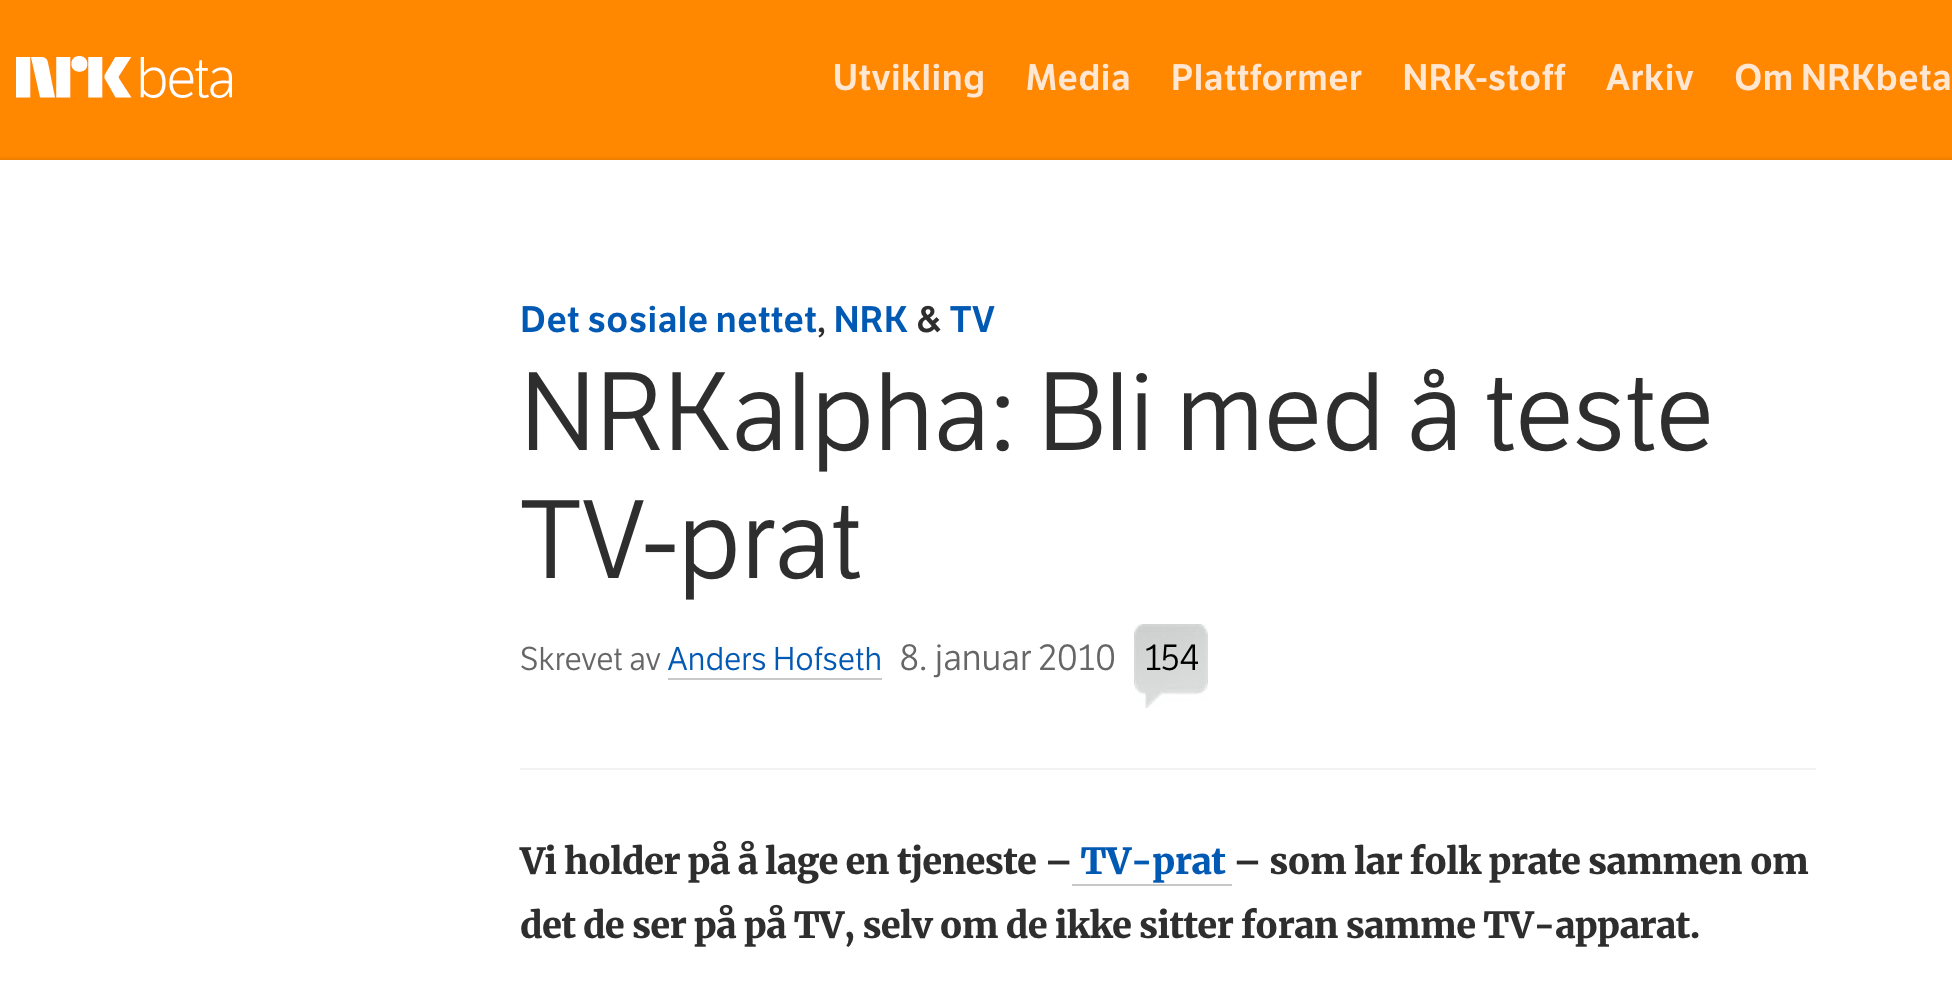 NRK beta
Utvikling Media Plattformer NRK-stoff Arkiv Om NRKbeta
Det sosiale nettet, NRK & TV
NRKalpha: Bli med å teste
TV-prat
Skrevet av Anders Hofseth 8. januar 2010 154
Vi holder på å lage en tjeneste – TV-prat – som lar folk prate sammen om
det de ser på på TV, selv om de ikke sitter foran samme TV-apparat.